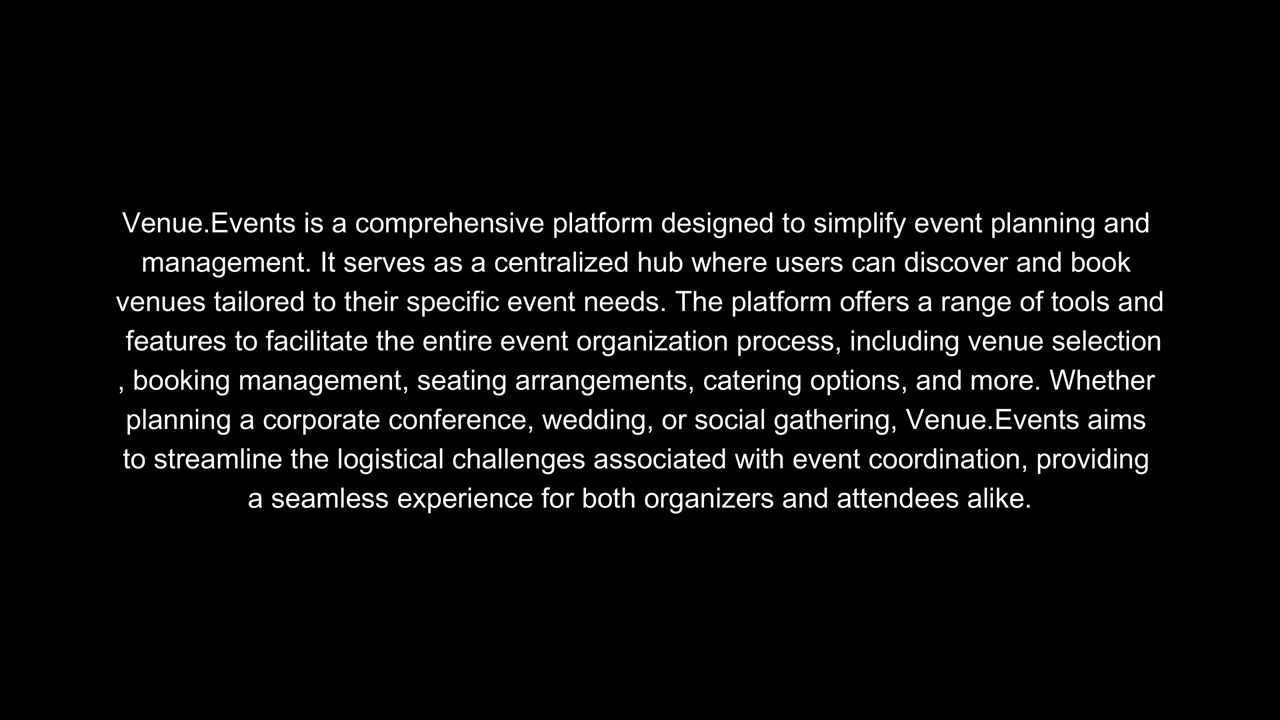 Venue.Events is a comprehensive platform designed to simplify event planning and
management. It serves as a centralized hub where users can discover and book
venues tailored to their specific event needs. The platform offers a range of tools and
features to facilitate the entire event organization process, including venue selection
, booking management, seating arrangements, catering options, and more. Whether
planning a corporate conference, wedding, or social gathering, Venue.Events aims
to streamline the logistical challenges associated with event coordination, providing
a seamless experience for both organizers and attendees alike.